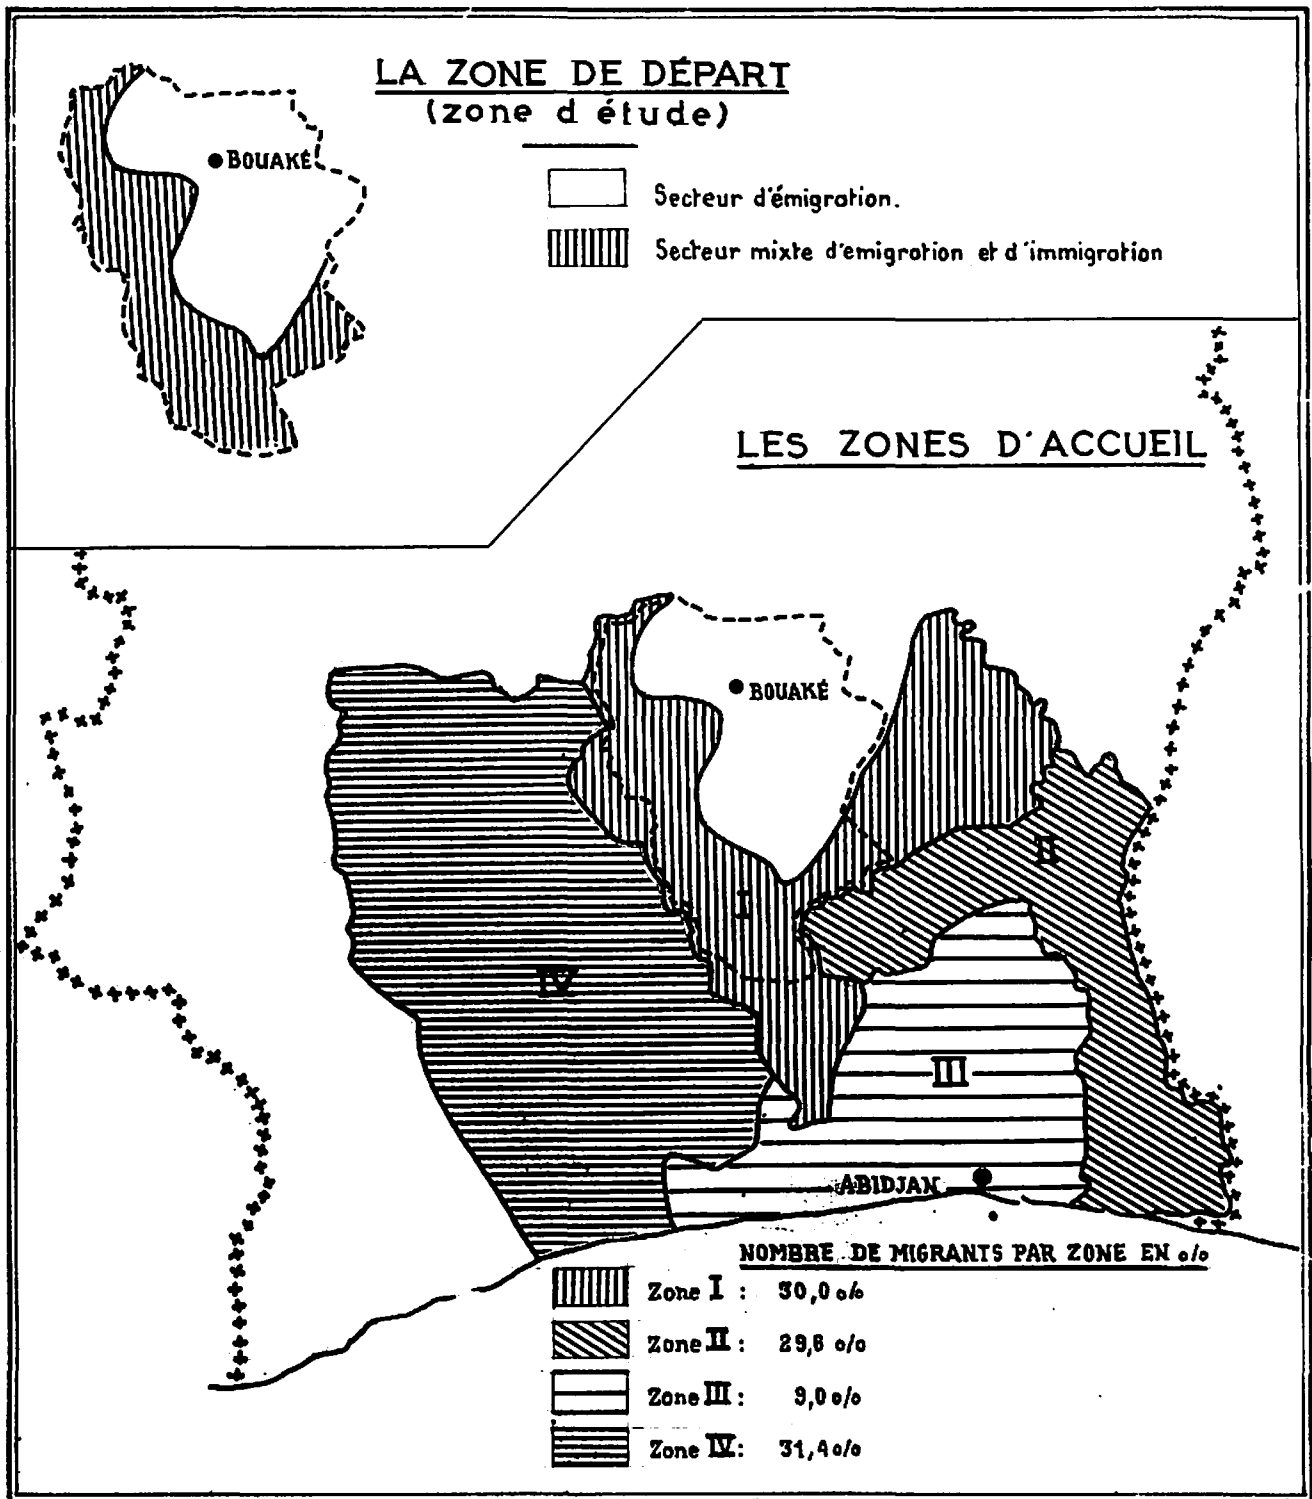 LA ZONE DE DÉPART
(zone d étude)
BOUAKÉ
Secteur d'émigration.
Secteur mixte d'émigration et d'immigration
LES ZONES D'ACCUEIL
BOUAKÉ
II
I
IV
III
ABIDJAN
NOMBRE DE MIGRANTS PAR ZONE EN o/o
Zone I : 30,0 o/o
Zone II : 29,6 o/o
Zone III : 9,0 o/o
Zone IV : 31,4 o/o